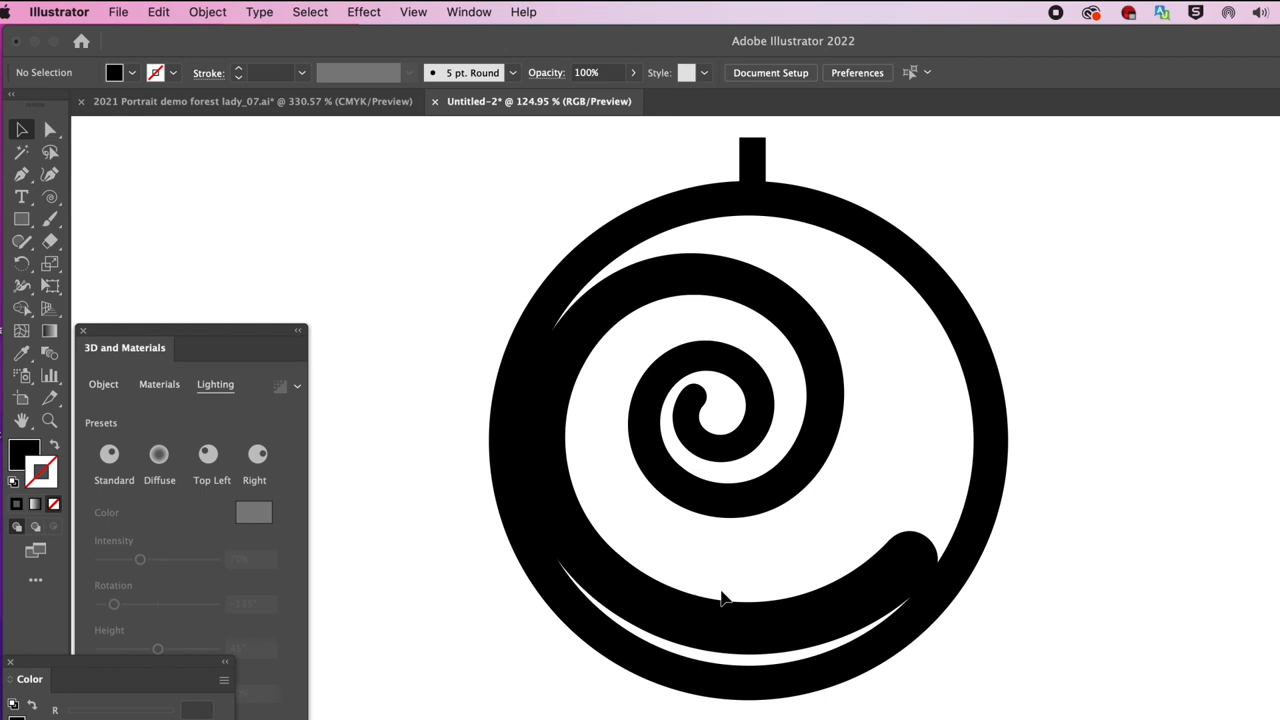 Illustrator File Edit Object Type Select Effect View Window Help
Adobe Illustrator 2022
No Selection Stroke: 5 pt. Round Opacity: 100% Style: Document Setup Preferences
2021 Portrait demo forest lady_07.ai* @ 330.57 % (CMYK/Preview) Untitled-2* @ 124.95 % (RGB/Preview)
3D and Materials
Object Materials Lighting
Presets
Standard Diffuse Top Left Right
Color
Intensity 70%
Rotation
Height 45°
Color
R